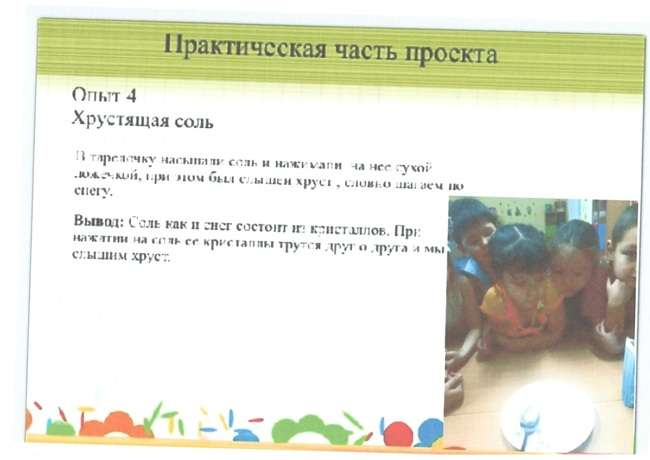 Практическая часть проекта
Опыт 4
Хрустящая соль
В тарелочку насыпали соль и нажимали на нее сухой
ложечкой, при этом был слышен хруст , словно шагаем по
снегу.
Вывод: Соль как и снег состоит из кристаллов. При
нажатии на соль ее кристаллы трутся друг о друга и мы
слышим хруст.